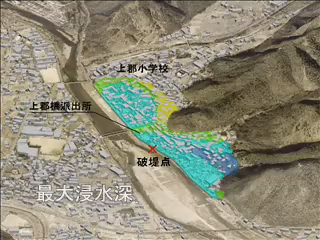 上郡小学校
上郡橋派出所
破堤点
最大浸水深